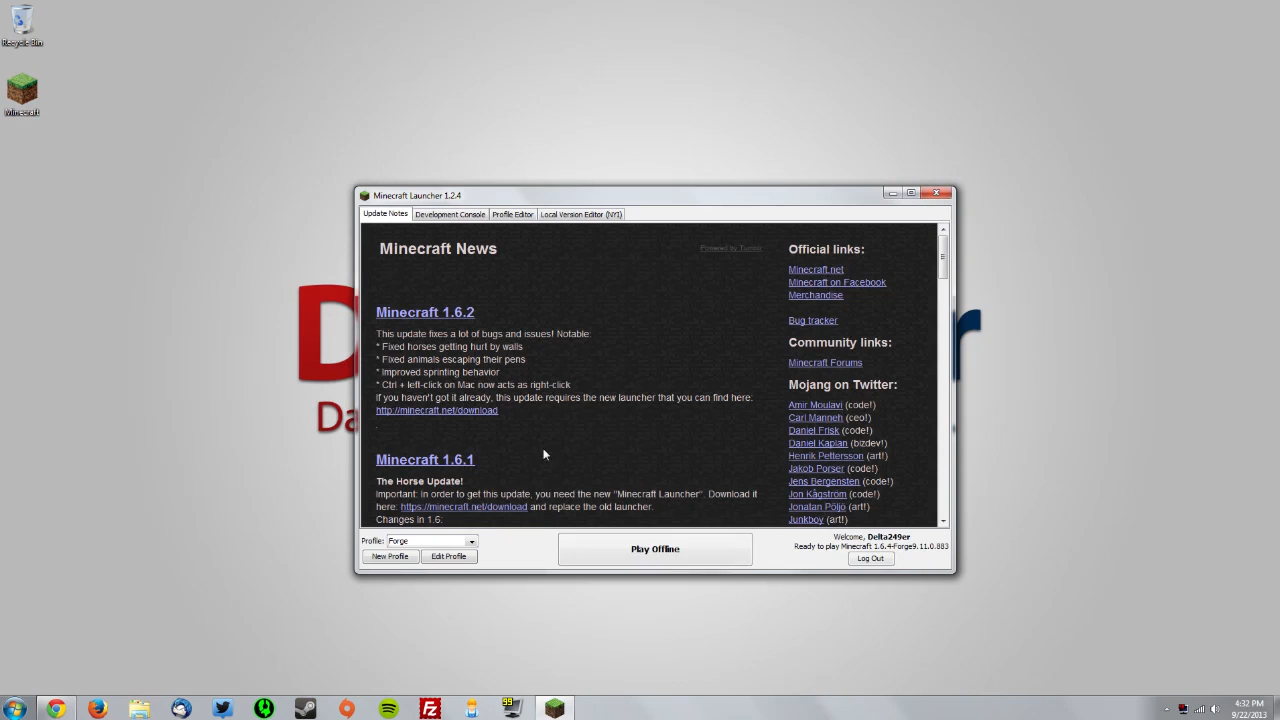 Recycle Bin
Minecraft
Minecraft Launcher 1.2.4
Update Notes
Development Console
Profile Editor
Local Version Editor (NYI)
Minecraft News
Powered by Tumblr
Minecraft 1.6.2
This update fixes a lot of bugs and issues! Notable:
* Fixed horses getting hurt by walls
* Fixed animals escaping their pens
* Improved sprinting behavior
* Ctrl + left-click on Mac now acts as right-click
If you haven't got it already, this update requires the new launcher that you can find here:
http://minecraft.net/download
.
Minecraft 1.6.1
The Horse Update!
Important: In order to get this update, you need the new "Minecraft Launcher". Download it
here: https://minecraft.net/download and replace the old launcher.
Changes in 1.6:
Official links:
Minecraft.net
Minecraft on Facebook
Merchandise
Bug tracker
Community links:
Minecraft Forums
Mojang on Twitter:
Amir Moulavi (code!)
Carl Manneh (ceo!)
Daniel Frisk (code!)
Daniel Kaplan (bizdev!)
Henrik Pettersson (art!)
Jakob Porser (code!)
Jens Bergensten (code!)
Jon Kågström (code!)
Jonatan Pöljö (art!)
Junkboy (art!)
Profile: Forge
New Profile
Edit Profile
Play Offline
Welcome, Delta249er
Ready to play Minecraft 1.6.4-Forge9.11.0.883
Log Out
D
r
Da
99
FZ
4:32 PM
9/22/2013